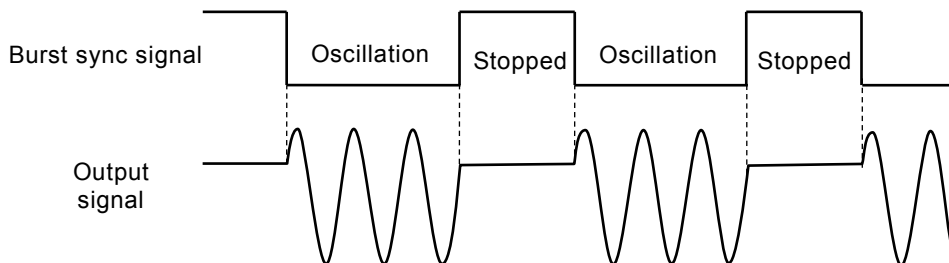 Burst sync signal
Oscillation
Stopped
Oscillation
Stopped
Output
signal